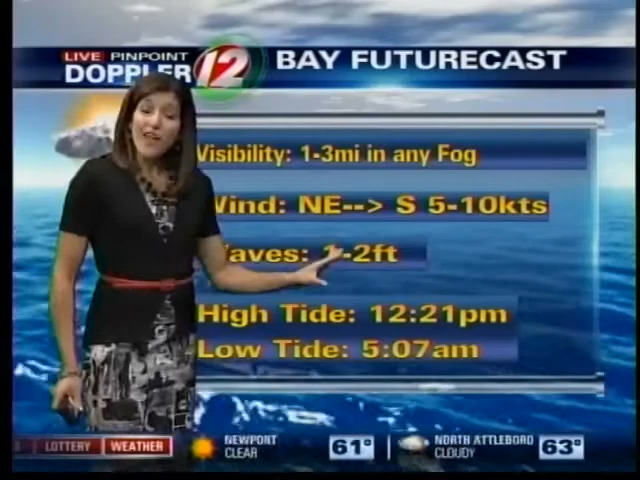 LIVE PINPOINT
DOPPLER 12
BAY FUTURECAST
Visibility: 1-3mi in any Fog
Wind: NE--> S 5-10kts
Waves: 1-2ft
High Tide: 12:21pm
Low Tide: 5:07am
LOTTERY WEATHER
NEWPORT
CLEAR
61°
NORTH ATTLEBORO
CLOUDY
63°